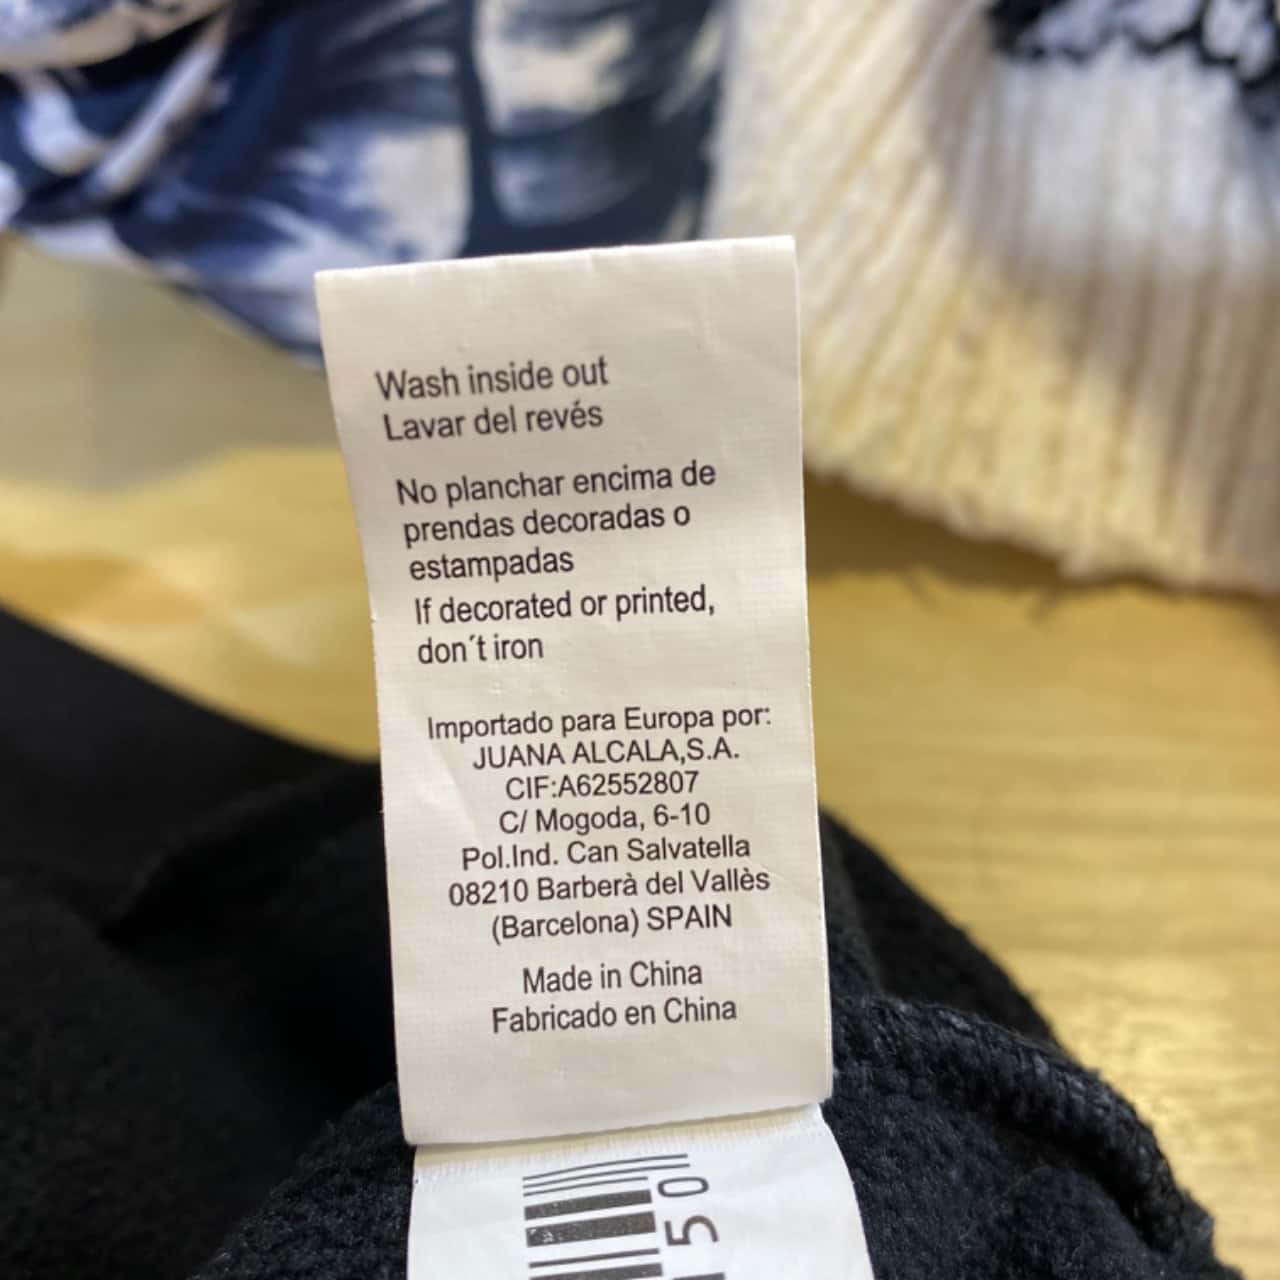 Wash inside out
Lavar del revés
No planchar encima de
prendas decoradas o
estampadas
If decorated or printed,
don´t iron
Importado para Europa por:
JUANA ALCALA,S.A.
CIF:A62552807
C/ Mogoda, 6-10
Pol.Ind. Can Salvatella
08210 Barberà del Vallès
(Barcelona) SPAIN
Made in China
Fabricado en China
50